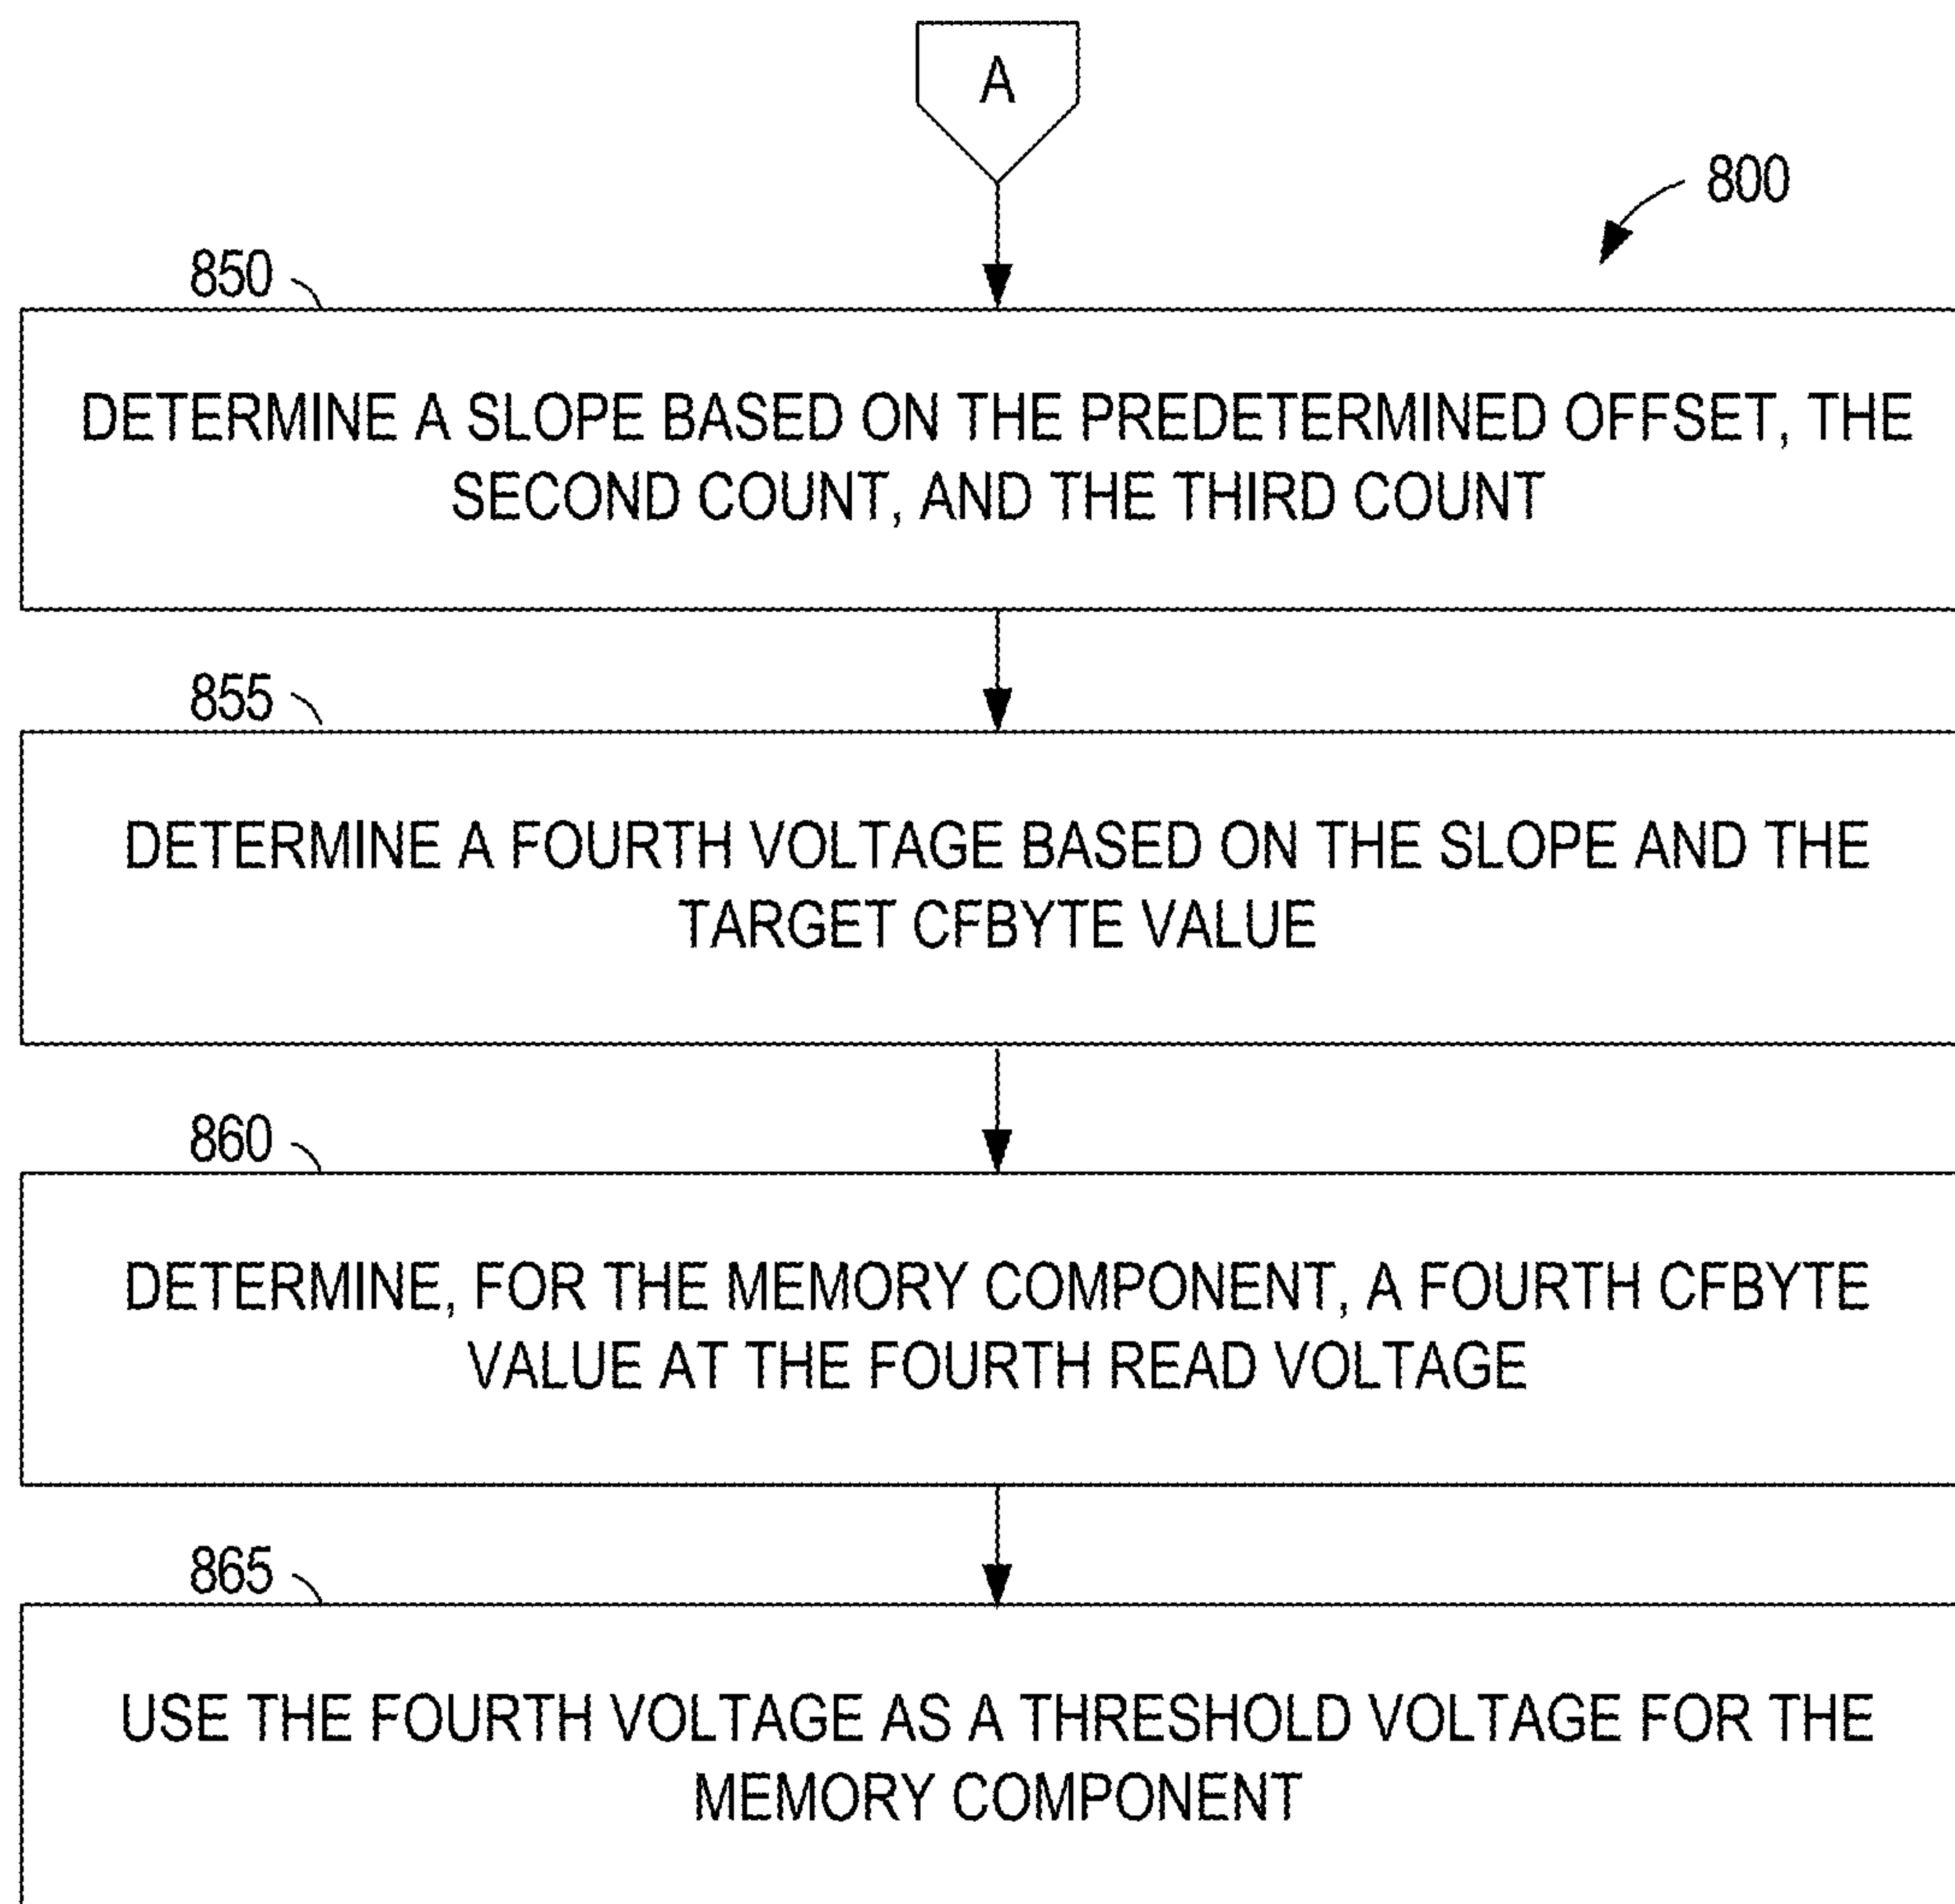 A
800
850
DETERMINE A SLOPE BASED ON THE PREDETERMINED OFFSET, THE
SECOND COUNT, AND THE THIRD COUNT
855
DETERMINE A FOURTH VOLTAGE BASED ON THE SLOPE AND THE
TARGET CFBYTE VALUE
860
DETERMINE, FOR THE MEMORY COMPONENT, A FOURTH CFBYTE
VALUE AT THE FOURTH READ VOLTAGE
865
USE THE FOURTH VOLTAGE AS A THRESHOLD VOLTAGE FOR THE
MEMORY COMPONENT